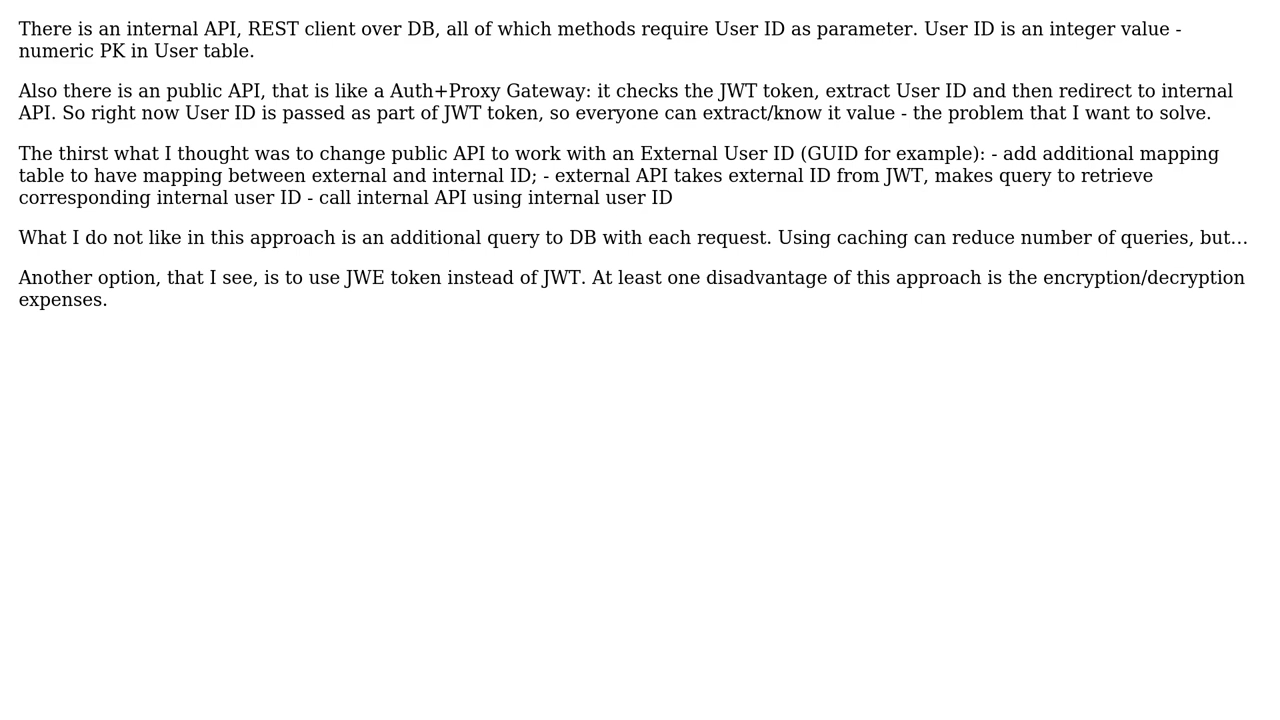 There is an internal API, REST client over DB, all of which methods require User ID as parameter. User ID is an integer value -
numeric PK in User table.
Also there is an public API, that is like a Auth+Proxy Gateway: it checks the JWT token, extract User ID and then redirect to internal
API. So right now User ID is passed as part of JWT token, so everyone can extract/know it value - the problem that I want to solve.
The thirst what I thought was to change public API to work with an External User ID (GUID for example): - add additional mapping
table to have mapping between external and internal ID; - external API takes external ID from JWT, makes query to retrieve
corresponding internal user ID - call internal API using internal user ID
What I do not like in this approach is an additional query to DB with each request. Using caching can reduce number of queries, but...
Another option, that I see, is to use JWE token instead of JWT. At least one disadvantage of this approach is the encryption/decryption
expenses.